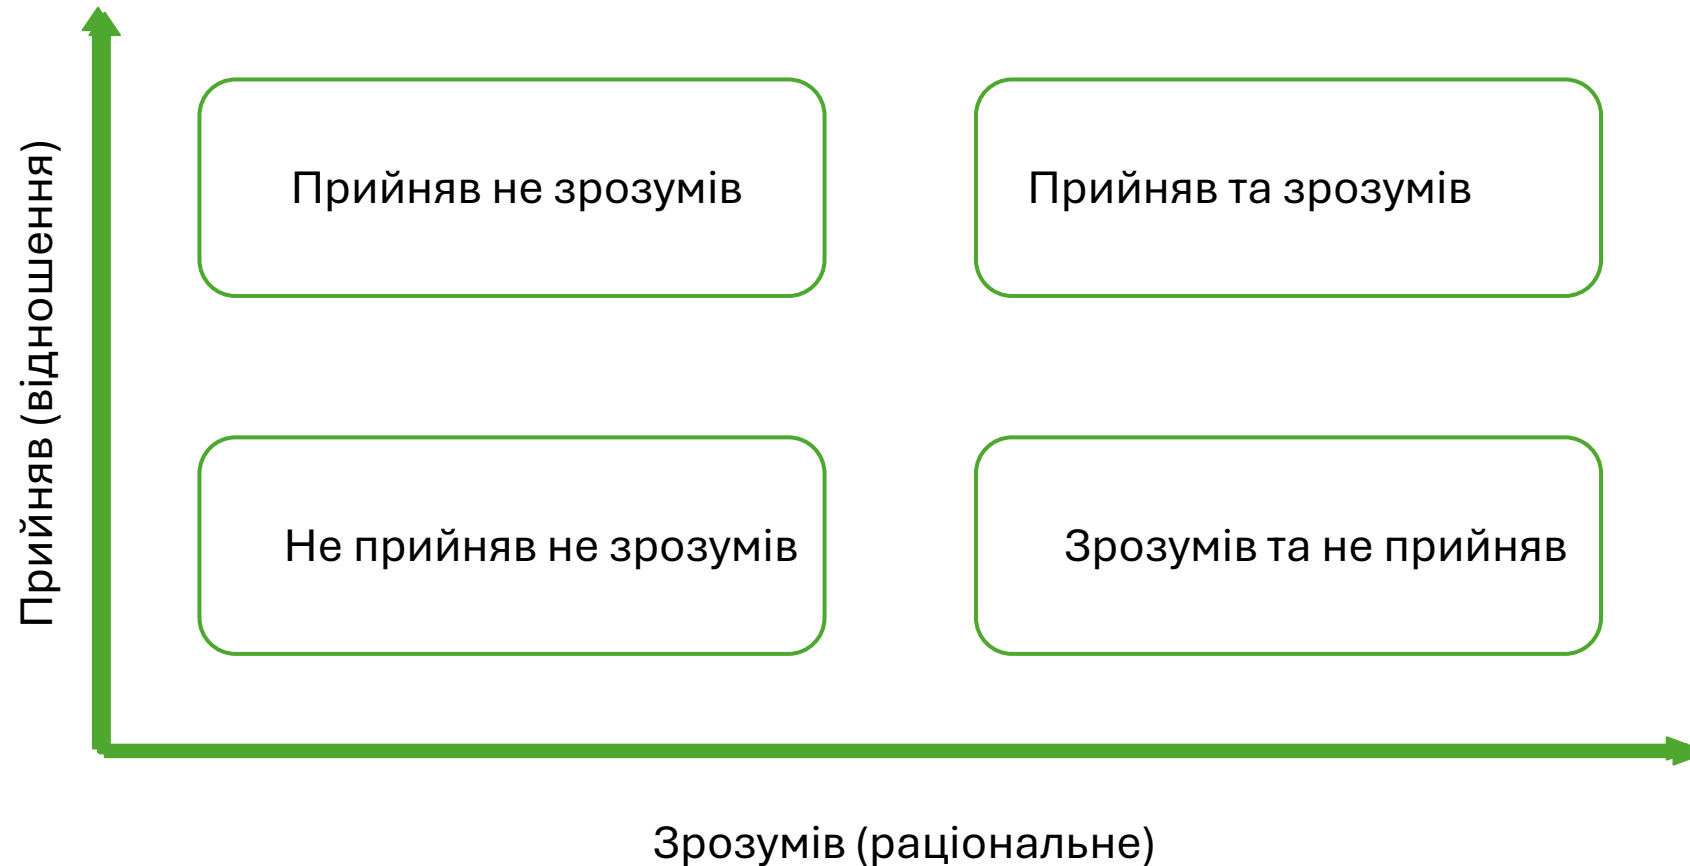 Прийняв (відношення)
Прийняв не зрозумів
Прийняв та зрозумів
Не прийняв не зрозумів
Зрозумів та не прийняв
Зрозумів (раціональне)